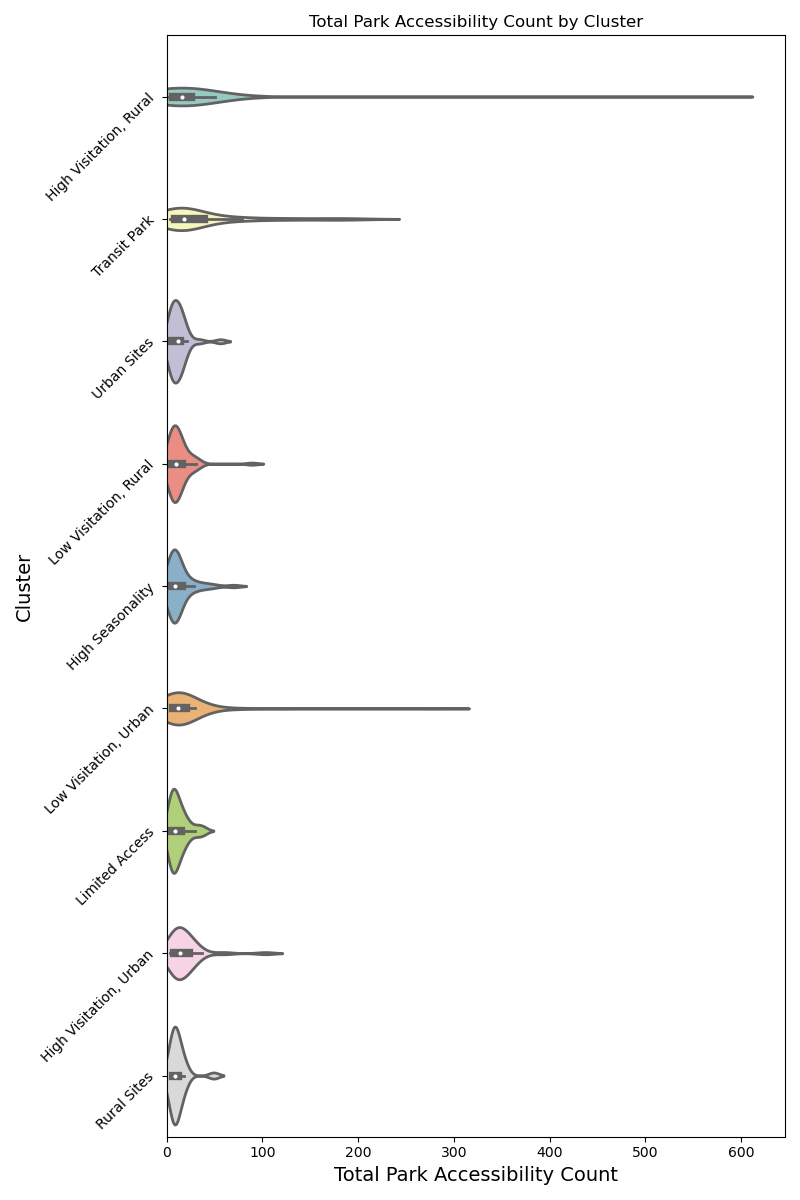 Total Park Accessibility Count by Cluster
High Visitation, Rural
Transit Park
Urban Sites
Low Visitation, Rural
High Seasonality
Low Visitation, Urban
Limited Access
High Visitation, Urban
Rural Sites
Cluster
0 100 200 300 400 500 600
Total Park Accessibility Count